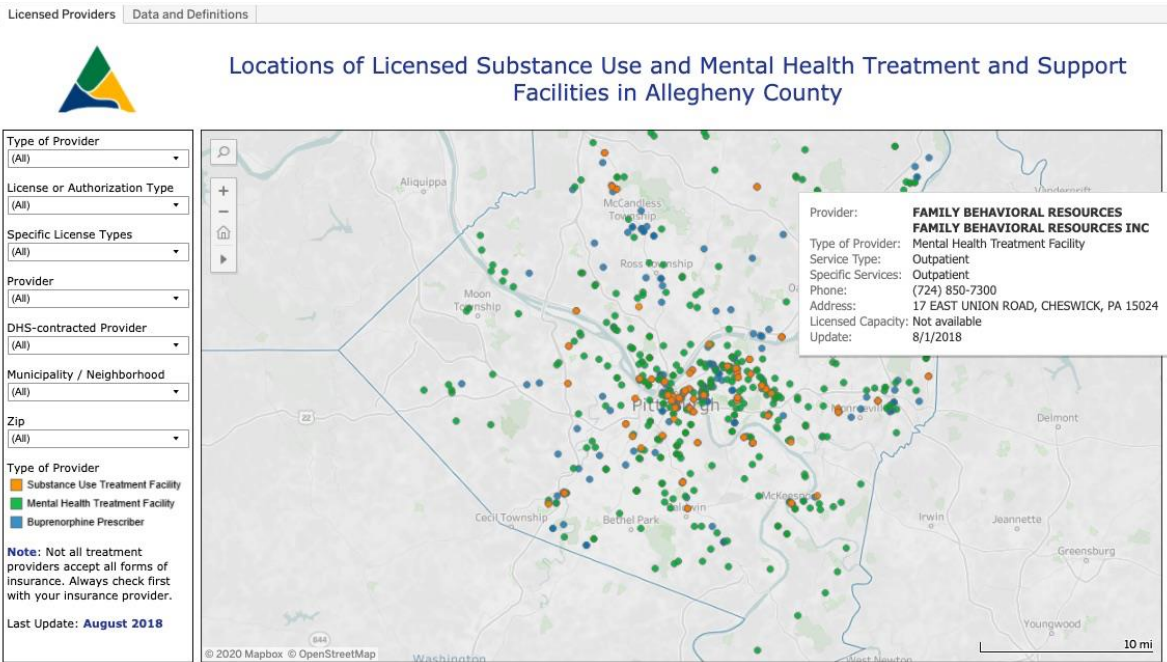 Licensed Providers
Data and Definitions
Locations of Licensed Substance Use and Mental Health Treatment and Support
Facilities in Allegheny County
Type of Provider
(All)
License or Authorization Type
(All)
Specific License Types
(All)
Provider
(All)
DHS-contracted Provider
(All)
Municipality / Neighborhood
(All)
Zip
(All)
Type of Provider
Substance Use Treatment Facility
Mental Health Treatment Facility
Buprenorphine Prescriber
Note: Not all treatment
providers accept all forms of
insurance. Always check first
with your insurance provider.
Last Update: August 2018
Aliquippa
McCandless
Township
Vandergrift
Ross Township
Moon
Township
Provider: FAMILY BEHAVIORAL RESOURCES
FAMILY BEHAVIORAL RESOURCES INC
Type of Provider: Mental Health Treatment Facility
Service Type: Outpatient
Specific Services: Outpatient
Phone: (724) 850-7300
Address: 17 EAST UNION ROAD, CHESWICK, PA 15024
Licensed Capacity: Not available
Update: 8/1/2018
22
Pittsburgh
Monroeville
Delmont
McKeesport
Cecil Township
Bethel Park
Baldwin
Irwin
Jeannette
Greensburg
Youngwood
844
Washington
West Newton
10 mi
© 2020 Mapbox © OpenStreetMap